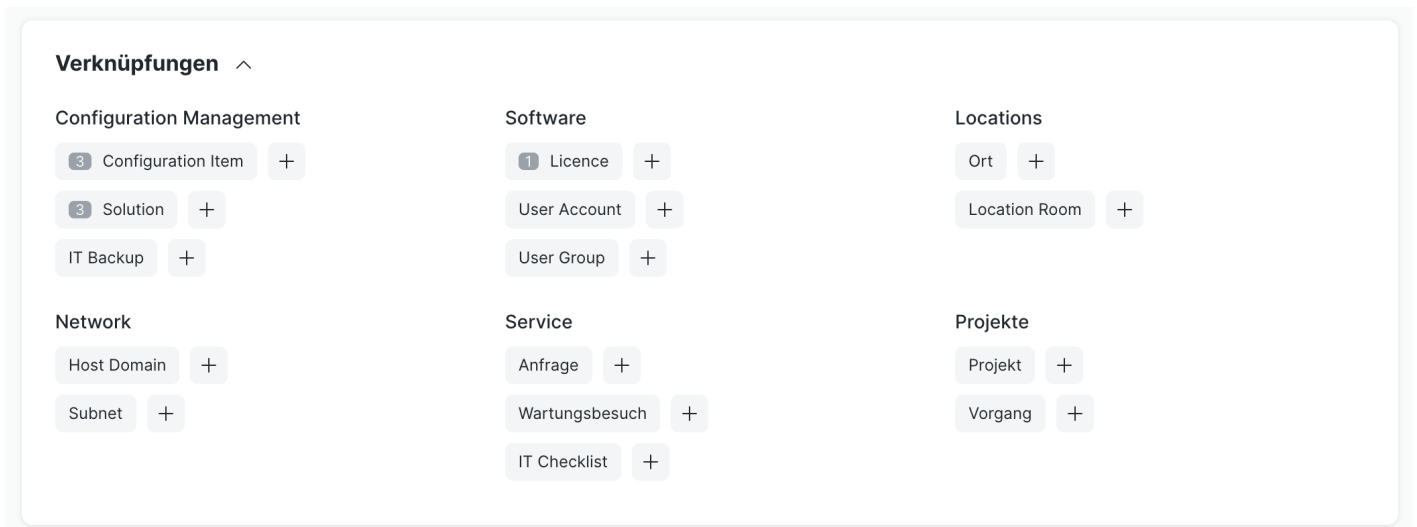 Verknüpfungen
Configuration Management
3 Configuration Item +
3 Solution +
IT Backup +
Software
1 Licence +
User Account +
User Group +
Locations
Ort +
Location Room +
Network
Host Domain +
Subnet +
Service
Anfrage +
Wartungsbesuch +
IT Checklist +
Projekte
Projekt +
Vorgang +